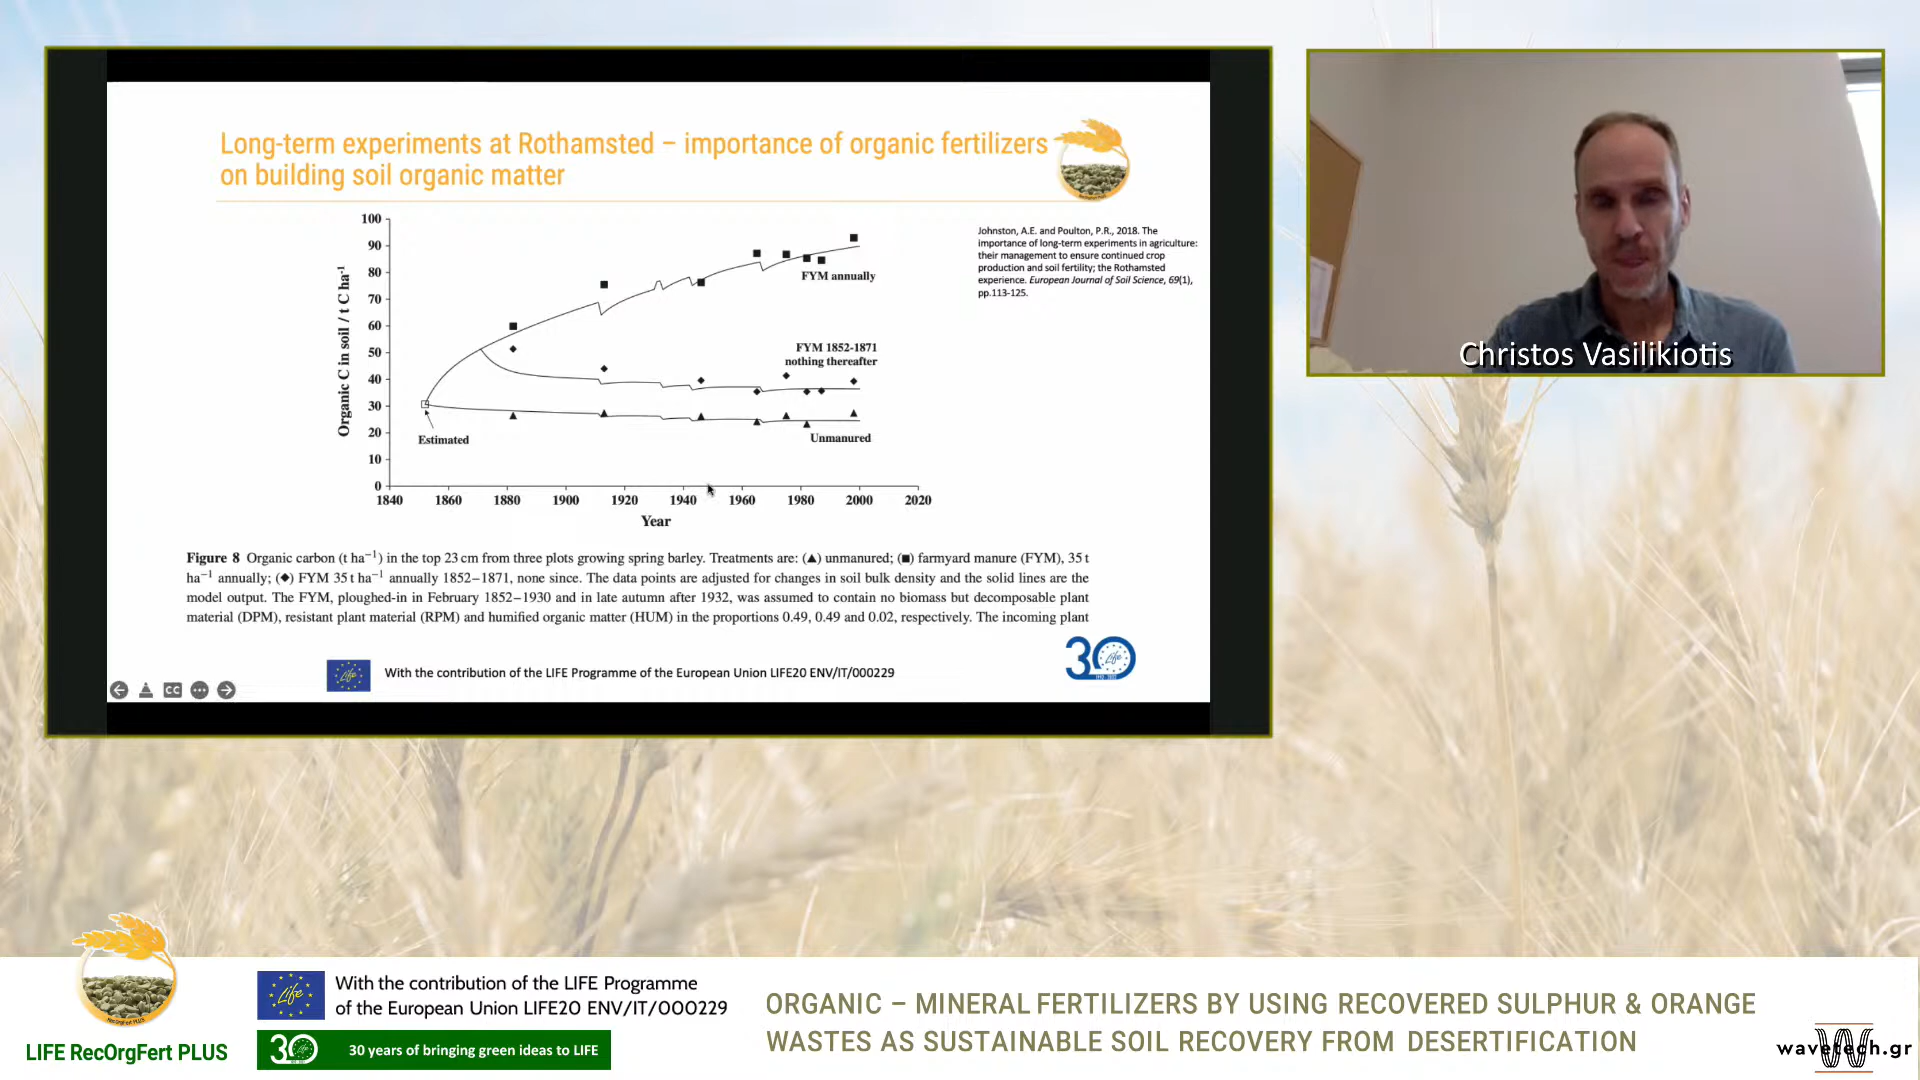 Long-term experiments at Rothamsted – importance of organic fertilizers
on building soil organic matter
100
90
80
70
60
50
40
30
20
10
0
Organic C in soil / t C ha⁻¹
1840
1860
1880
1900
1920
1940
1960
1980
2000
2020
Year
FYM annually
FYM 1852-1871
nothing thereafter
Unmanured
Estimated
Johnston, A.E. and Poulton, P.R., 2018. The
importance of long-term experiments in agriculture:
their management to ensure continued crop
production and soil fertility; the Rothamsted
experience. European Journal of Soil Science, 69(1),
pp.113-125.
Figure 8 Organic carbon (t ha⁻¹) in the top 23 cm from three plots growing spring barley. Treatments are: (▲) unmanured; (■) farmyard manure (FYM), 35 t
ha⁻¹ annually; (◆) FYM 35 t ha⁻¹ annually 1852–1871, none since. The data points are adjusted for changes in soil bulk density and the solid lines are the
model output. The FYM, ploughed-in in February 1852–1930 and in late autumn after 1932, was assumed to contain no biomass but decomposable plant
material (DPM), resistant plant material (RPM) and humified organic matter (HUM) in the proportions 0.49, 0.49 and 0.02, respectively. The incoming plant
Life
With the contribution of the LIFE Programme of the European Union LIFE20 ENV/IT/000229
30
Life
CC
Christos Vasilikiotis
RecOrgFert PLUS
LIFE RecOrgFert PLUS
Life
With the contribution of the LIFE Programme
of the European Union LIFE20 ENV/IT/000229
30
Life
30 years of bringing green ideas to LIFE
ORGANIC – MINERAL FERTILIZERS BY USING RECOVERED SULPHUR & ORANGE
WASTES AS SUSTAINABLE SOIL RECOVERY FROM DESERTIFICATION
wavetech.gr